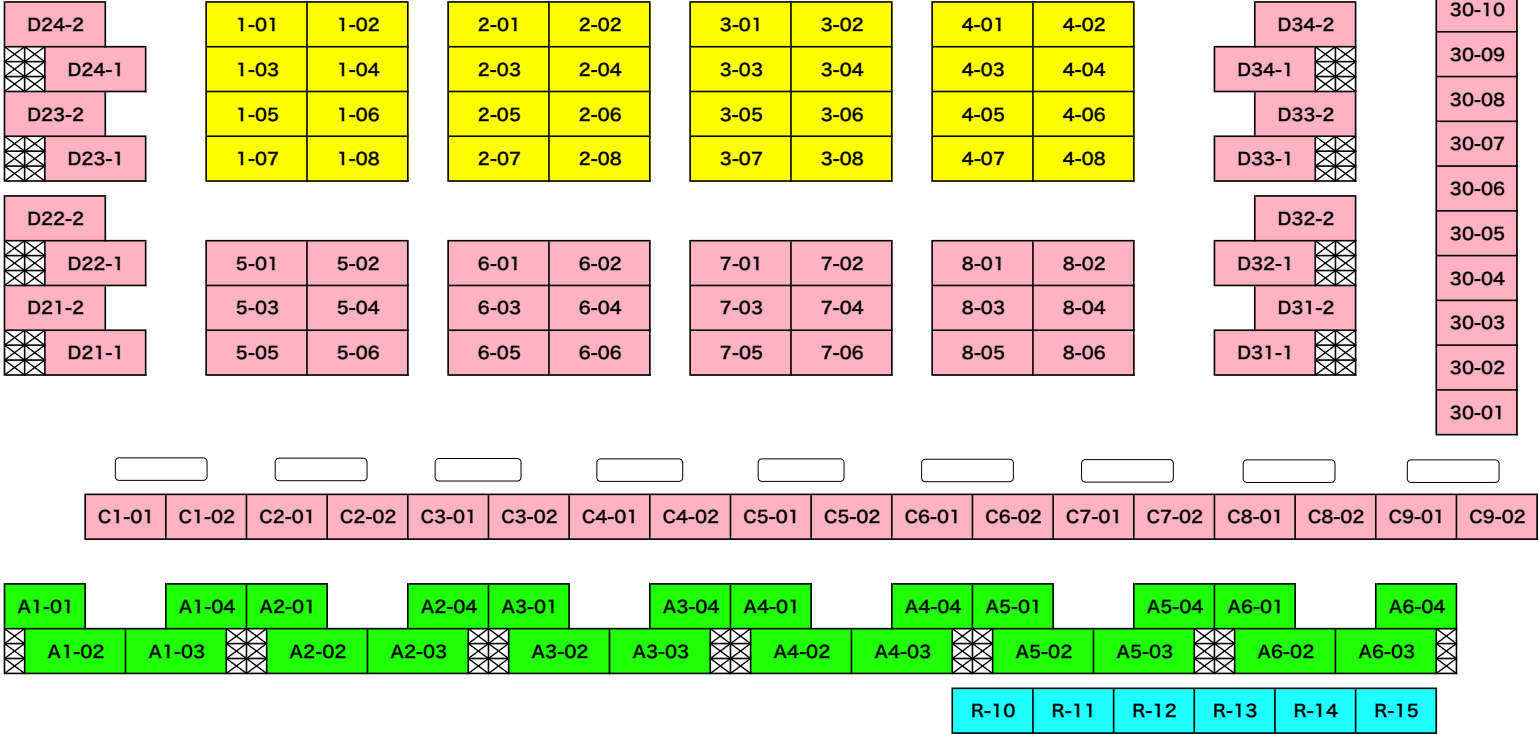 D24-2 1-01 1-02 2-01 2-02 3-01 3-02 4-01 4-02 D34-2 30-10
D24-1 1-03 1-04 2-03 2-04 3-03 3-04 4-03 4-04 D34-1 30-09
D23-2 1-05 1-06 2-05 2-06 3-05 3-06 4-05 4-06 D33-2 30-08
D23-1 1-07 1-08 2-07 2-08 3-07 3-08 4-07 4-08 D33-1 30-07
30-06
D22-2 D32-2
30-05
D22-1 5-01 5-02 6-01 6-02 7-01 7-02 8-01 8-02 D32-1 30-04
D21-2 5-03 5-04 6-03 6-04 7-03 7-04 8-03 8-04 D31-2 30-03
D21-1 5-05 5-06 6-05 6-06 7-05 7-06 8-05 8-06 D31-1 30-02
30-01
C1-01 C1-02 C2-01 C2-02 C3-01 C3-02 C4-01 C4-02 C5-01 C5-02 C6-01 C6-02 C7-01 C7-02 C8-01 C8-02 C9-01 C9-02
A1-01 A1-04 A2-01 A2-04 A3-01 A3-04 A4-01 A4-04 A5-01 A5-04 A6-01 A6-04
A1-02 A1-03 A2-02 A2-03 A3-02 A3-03 A4-02 A4-03 A5-02 A5-03 A6-02 A6-03
R-10 R-11 R-12 R-13 R-14 R-15